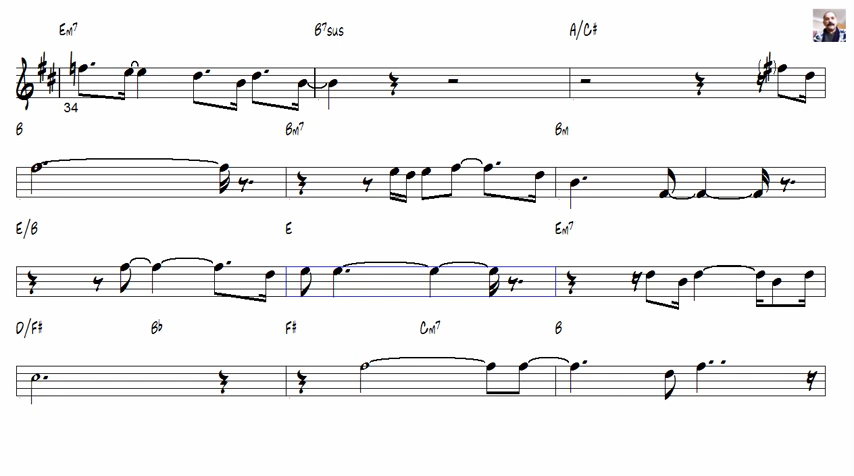 Em7 B7sus A/C#
34
B Bm7 Bm
E/B E Em7
D/F# Bb F# Cm7 B